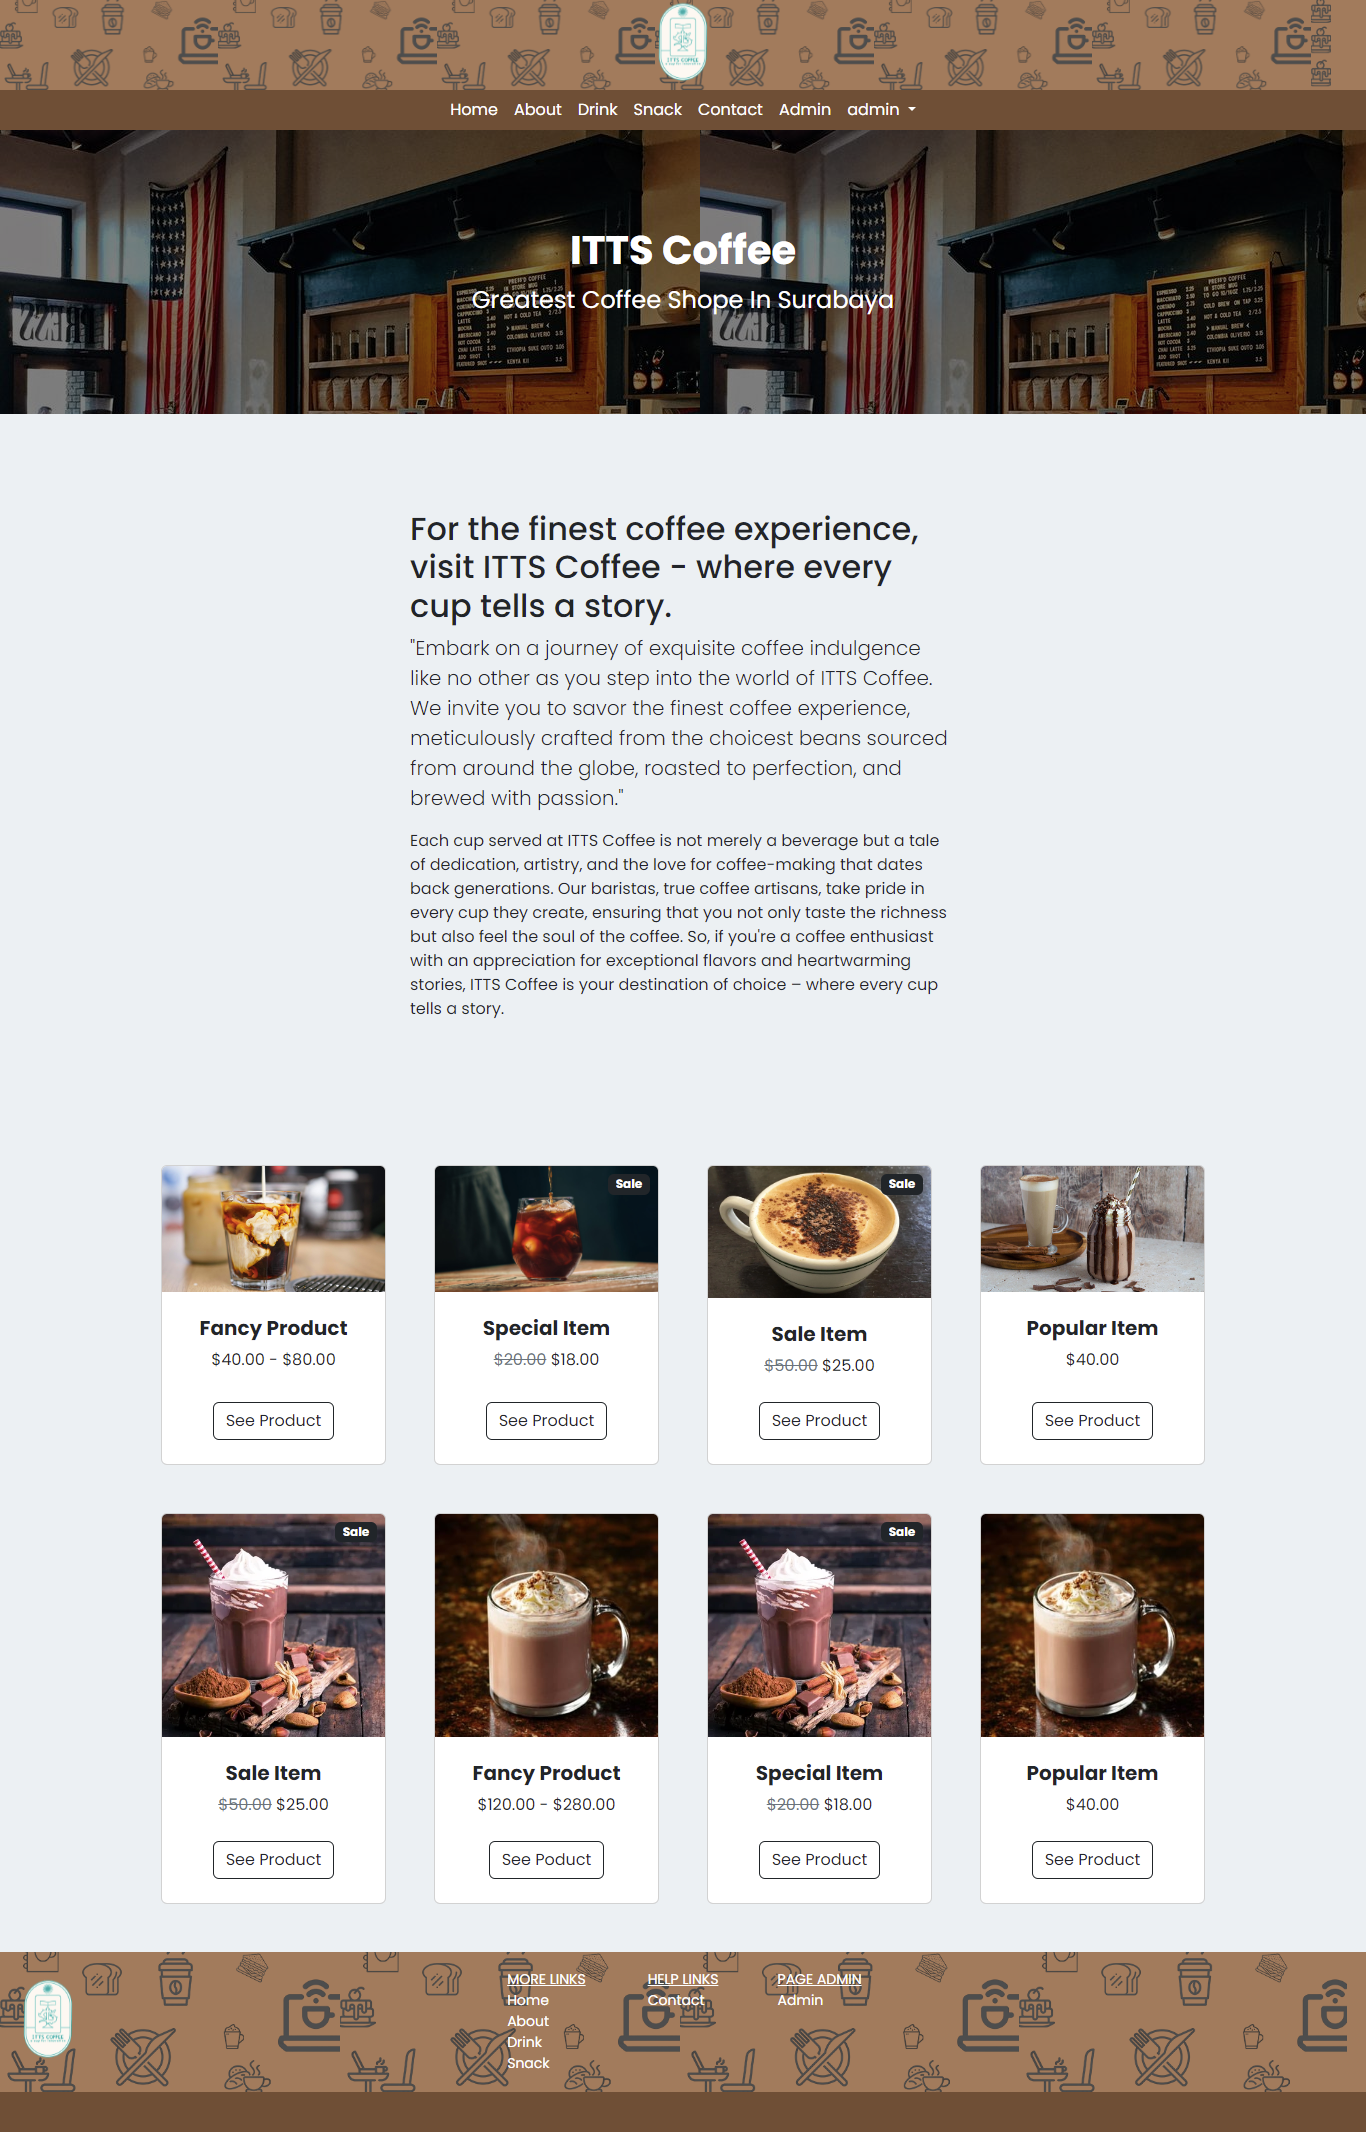 ITTS COFFEE
Home About Drink Snack Contact Admin admin
ITTS Coffee
Greatest Coffee Shope In Surabaya
For the finest coffee experience,
visit ITTS Coffee - where every
cup tells a story.
"Embark on a journey of exquisite coffee indulgence
like no other as you step into the world of ITTS Coffee.
We invite you to savor the finest coffee experience,
meticulously crafted from the choicest beans sourced
from around the globe, roasted to perfection, and
brewed with passion."
Each cup served at ITTS Coffee is not merely a beverage but a tale
of dedication, artistry, and the love for coffee-making that dates
back generations. Our baristas, true coffee artisans, take pride in
every cup they create, ensuring that you not only taste the richness
but also feel the soul of the coffee. So, if you're a coffee enthusiast
with an appreciation for exceptional flavors and heartwarming
stories, ITTS Coffee is your destination of choice – where every cup
tells a story.
Sale Sale
Fancy Product Special Item Sale Item Popular Item
$40.00 - $80.00 $20.00 $18.00 $50.00 $25.00 $40.00
See Product See Product See Product See Product
Sale Sale
Sale Item Fancy Product Special Item Popular Item
$50.00 $25.00 $120.00 - $280.00 $20.00 $18.00 $40.00
See Product See Poduct See Product See Product
ITTS COFFEE
MORE LINKS HELP LINKS PAGE ADMIN
Home Contact Admin
About
Drink
Snack